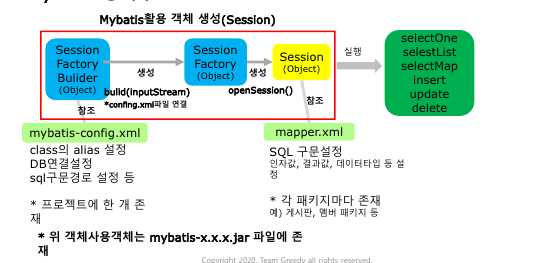 Mybatis활용 객체 생성(Session)
Session
Factory
Bulider
(Object)
생성
bulid(inputStream)
*confing.xml파일 연결
Session
Factory
(Object)
생성
openSession()
Session
(Object)
실행
selectOne
selestList
selectMap
insert
update
delete
참조
참조
mybatis-config.xml
class의 alias 설정
DB연결설정
sql구문경로 설정 등
* 프로젝트에 한 개 존
재
mapper.xml
SQL 구문설정
인자값, 결과값, 데이터타입 등 설
정
* 각 패키지마다 존재
예) 게시판, 멤버 패키지 등
* 위 객체사용객체는 mybatis-x.x.x.jar 파일에 존
재
Copyright 2020. Team Greedy all rights reserved.